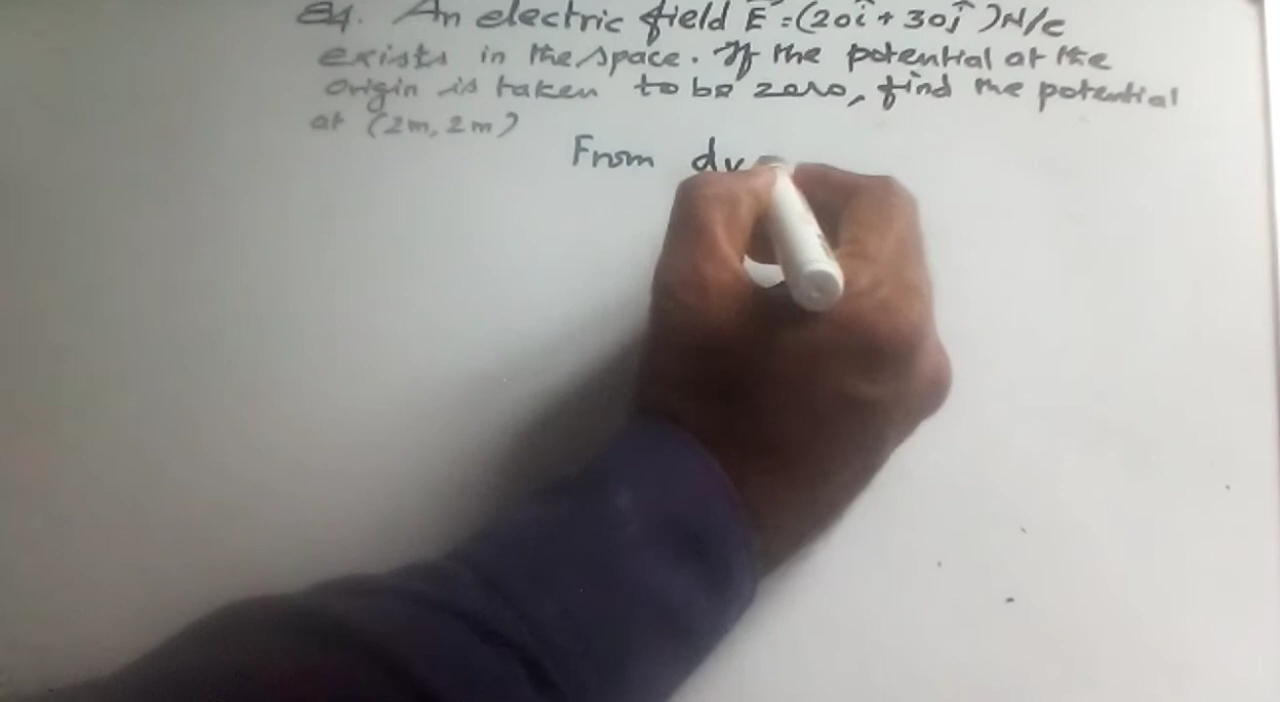 84. An electric field E⃗ = (20î + 30ĵ) N/C
exists in the space. If the potential at the
origin is taken to be zero, find the potential
at (2m, 2m)
From dv